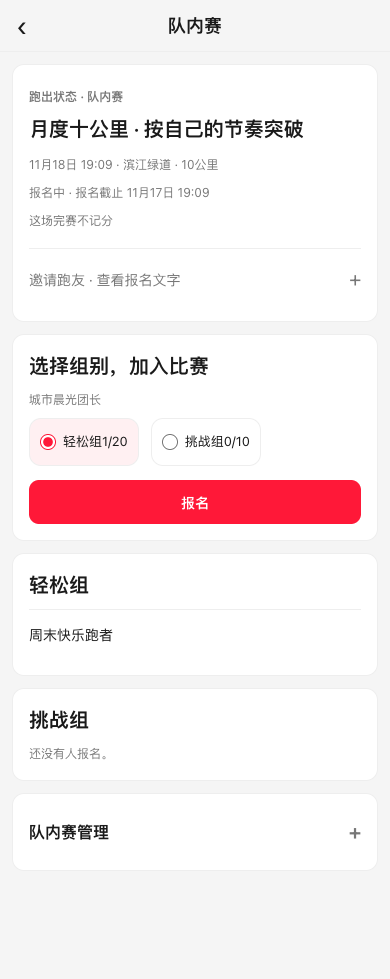 队内赛
跑出状态 · 队内赛
月度十公里 · 按自己的节奏突破
11月18日 19:09 · 滨江绿道 · 10公里
报名中 · 报名截止 11月17日 19:09
这场完赛不记分
邀请跑友 · 查看报名文字
选择组别，加入比赛
城市晨光团长
轻松组1/20
挑战组0/10
报名
轻松组
周末快乐跑者
挑战组
还没有人报名。
队内赛管理